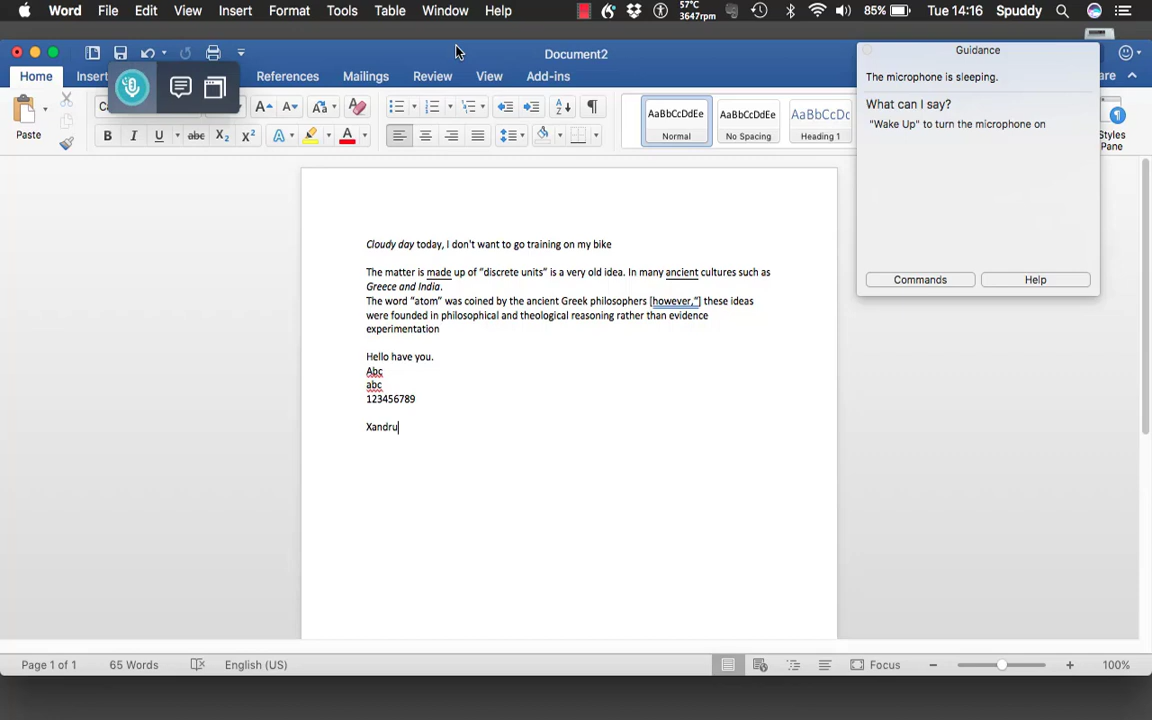 Word File Edit View Insert Format Tools Table Window Help 57°C 3647rpm 85% Tue 14:16 Spuddy
Document2
Home Inser References Mailings Review View Add-ins are
Paste
AaBbCcDdEe AaBbCcDdEe AaBbCcDc
Normal No Spacing Heading 1
Styles
Pane
Guidance
The microphone is sleeping.
What can I say?
"Wake Up" to turn the microphone on
Commands Help
Cloudy day today, I don't want to go training on my bike
The matter is made up of “discrete units” is a very old idea. In many ancient cultures such as
Greece and India.
The word “atom” was coined by the ancient Greek philosophers [however,“] these ideas
were founded in philosophical and theological reasoning rather than evidence
experimentation
Hello have you.
Abc
abc
123456789
Xandru
Page 1 of 1 65 Words English (US) Focus 100%